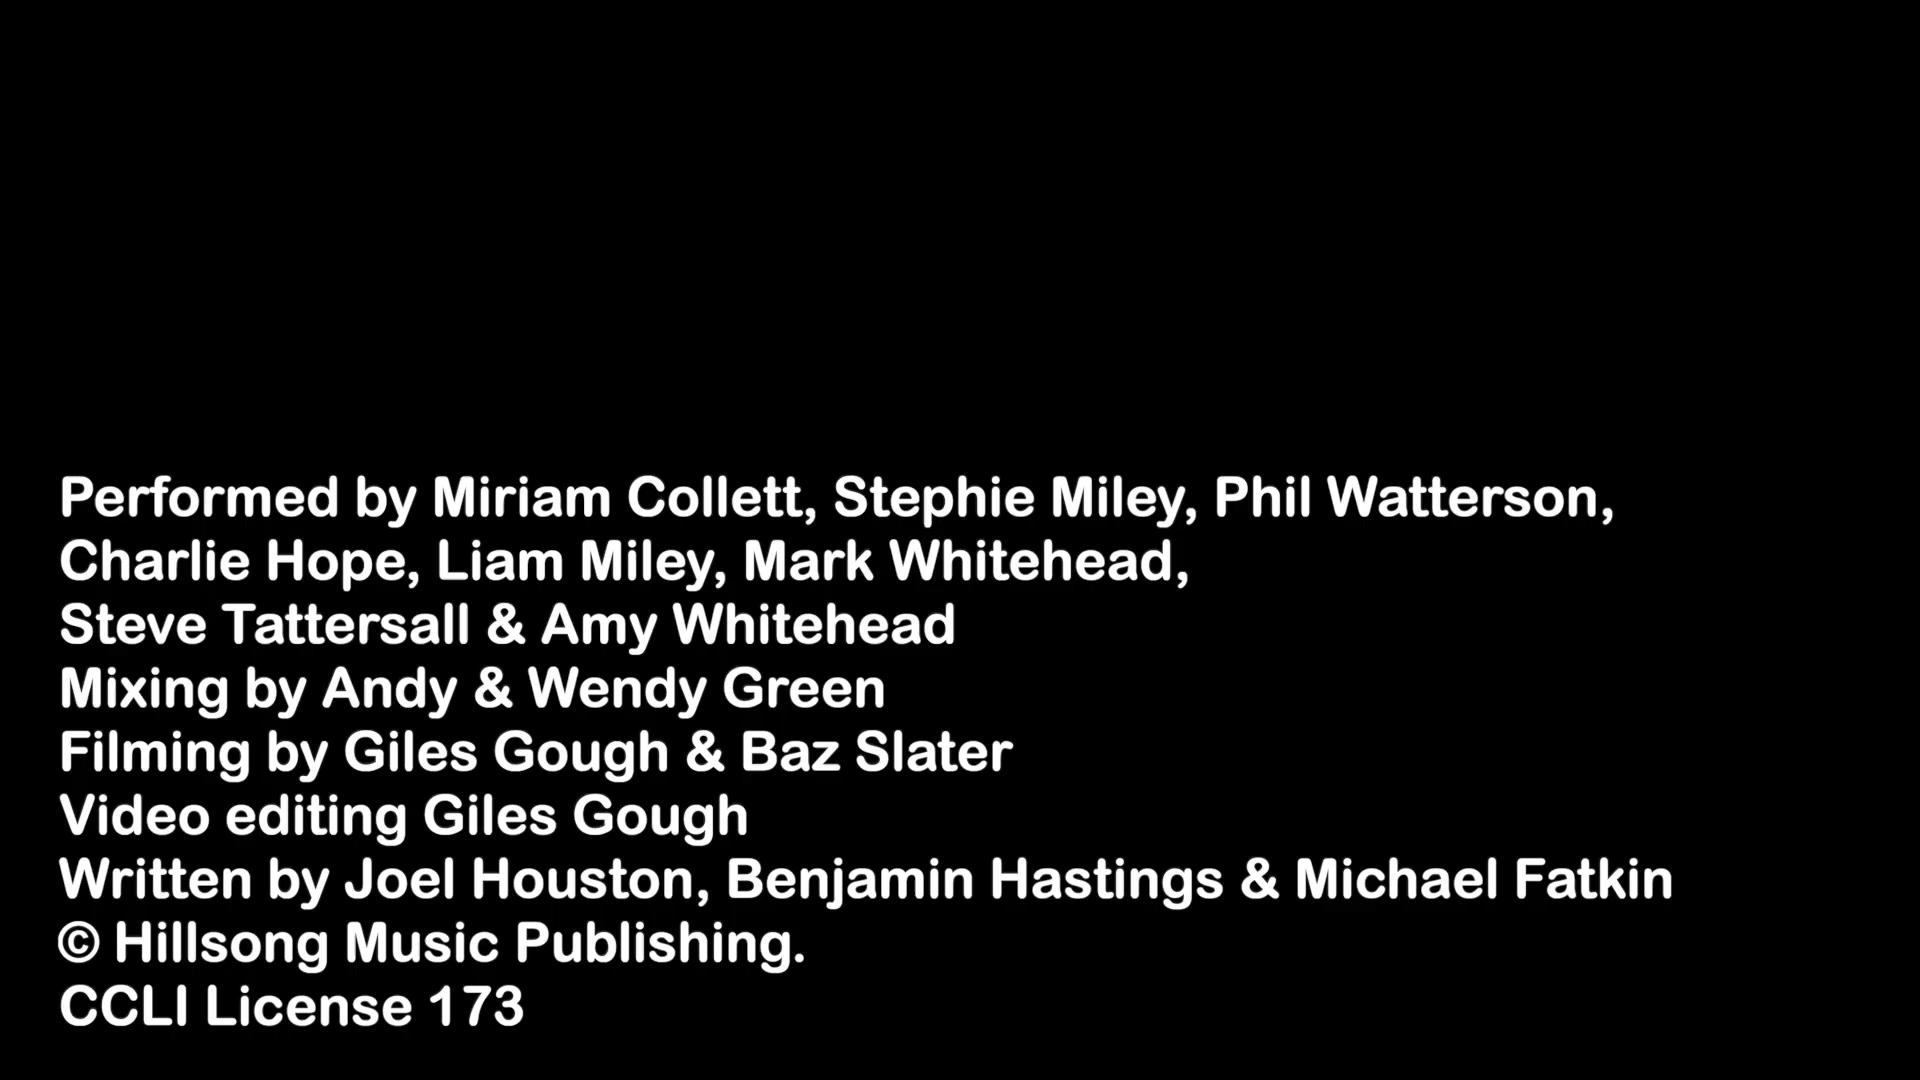 Performed by Miriam Collett, Stephie Miley, Phil Watterson,
Charlie Hope, Liam Miley, Mark Whitehead,
Steve Tattersall & Amy Whitehead
Mixing by Andy & Wendy Green
Filming by Giles Gough & Baz Slater
Video editing Giles Gough
Written by Joel Houston, Benjamin Hastings & Michael Fatkin
© Hillsong Music Publishing.
CCLI License 173